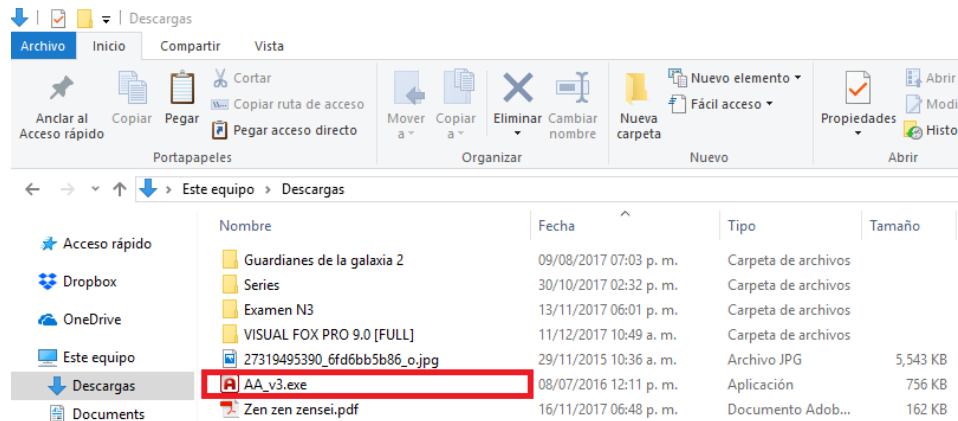 Descargas
Archivo Inicio Compartir Vista
Anclar al Acceso rápido
Copiar
Pegar
Cortar
Copiar ruta de acceso
Pegar acceso directo
Mover a
Copiar a
Eliminar
Cambiar nombre
Nueva carpeta
Nuevo elemento
Fácil acceso
Propiedades
Abrir
Modi
Histo
Portapapeles Organizar Nuevo Abrir
Este equipo > Descargas
Nombre Fecha Tipo Tamaño
Acceso rápido
Dropbox
OneDrive
Este equipo
Descargas
Documents
Guardianes de la galaxia 2 09/08/2017 07:03 p. m. Carpeta de archivos
Series 30/10/2017 02:32 p. m. Carpeta de archivos
Examen N3 13/11/2017 06:01 p. m. Carpeta de archivos
VISUAL FOX PRO 9.0 [FULL] 11/12/2017 10:49 a. m. Carpeta de archivos
27319495390_6fd6bb5b86_o.jpg 29/11/2015 10:36 a. m. Archivo JPG 5,543 KB
AA_v3.exe 08/07/2016 12:11 p. m. Aplicación 756 KB
Zen zen zensei.pdf 16/11/2017 06:48 p. m. Documento Adob... 162 KB